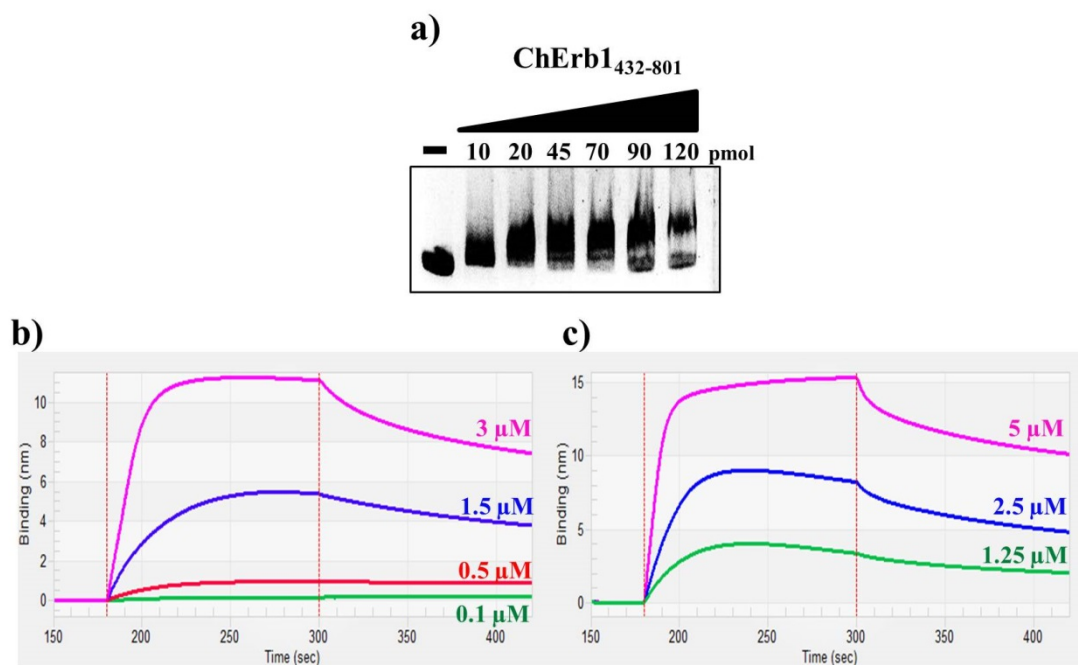 a)
ChErb1432-801
- 10 20 45 70 90 120 pmol
b)
Binding (nm)
10
8
6
4
2
0
3 µM
1.5 µM
0.5 µM
0.1 µM
150 200 250 300 350 400
Time (sec)
c)
Binding (nm)
15
10
5
0
5 µM
2.5 µM
1.25 µM
150 200 250 300 350 400
Time (sec)